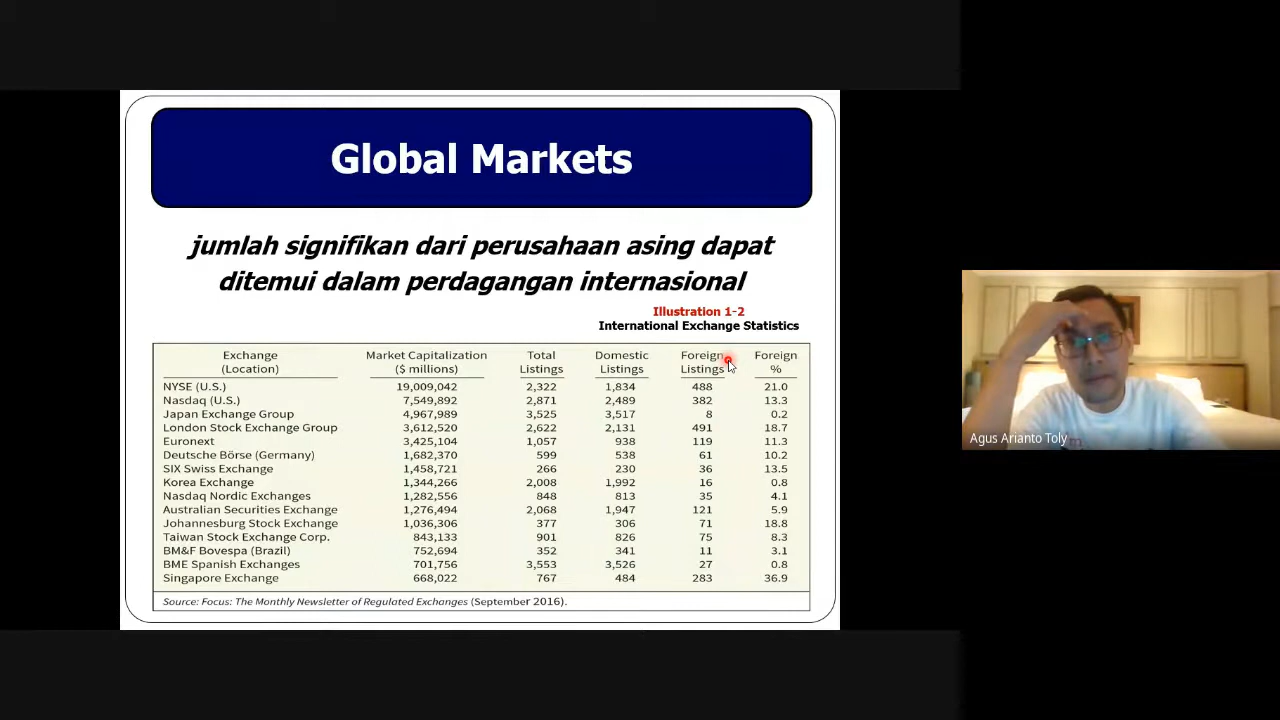 Global Markets
jumlah signifikan dari perusahaan asing dapat
ditemui dalam perdagangan internasional
Illustration 1-2
International Exchange Statistics
Exchange (Location) Market Capitalization ($ millions) Total Listings Domestic Listings Foreign Listings Foreign %
NYSE (U.S.) 19,009,042 2,322 1,834 488 21.0
Nasdaq (U.S.) 7,549,892 2,871 2,489 382 13.3
Japan Exchange Group 4,967,989 3,525 3,517 8 0.2
London Stock Exchange Group 3,612,520 2,622 2,131 491 18.7
Euronext 3,425,104 1,057 938 119 11.3
Deutsche Börse (Germany) 1,682,370 599 538 61 10.2
SIX Swiss Exchange 1,458,721 266 230 36 13.5
Korea Exchange 1,344,266 2,008 1,992 16 0.8
Nasdaq Nordic Exchanges 1,282,556 848 813 35 4.1
Australian Securities Exchange 1,276,494 2,068 1,947 121 5.9
Johannesburg Stock Exchange 1,036,306 377 306 71 18.8
Taiwan Stock Exchange Corp. 843,133 901 826 75 8.3
BM&F Bovespa (Brazil) 752,694 352 341 11 3.1
BME Spanish Exchanges 701,756 3,553 3,526 27 0.8
Singapore Exchange 668,022 767 484 283 36.9
Source: Focus: The Monthly Newsletter of Regulated Exchanges (September 2016).
Agus Arianto Toly